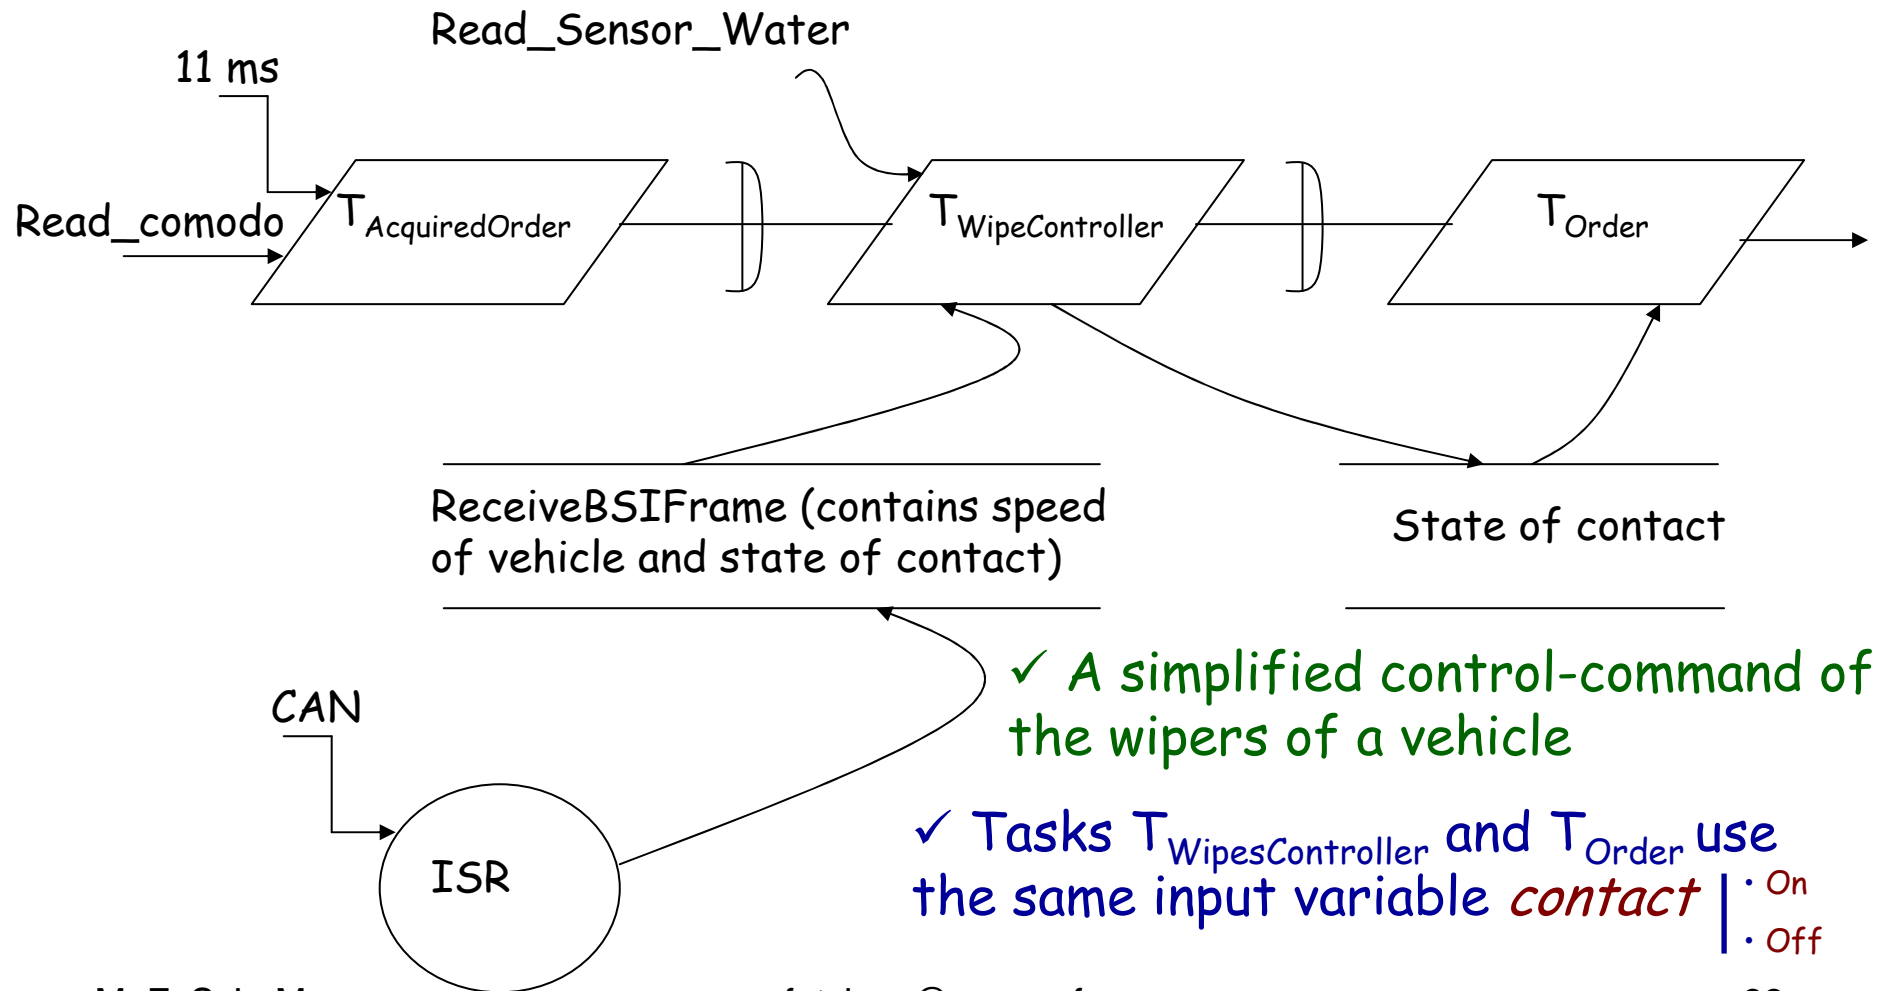 Read_Sensor_Water
11 ms
Read_comodo
TAcquiredOrder
TWipeController
TOrder
ReceiveBSIFrame (contains speed
of vehicle and state of contact)
State of contact
CAN
ISR
✓ A simplified control-command of
the wipers of a vehicle
✓ Tasks TWipesController and TOrder use
the same input variable contact
• On
• Off